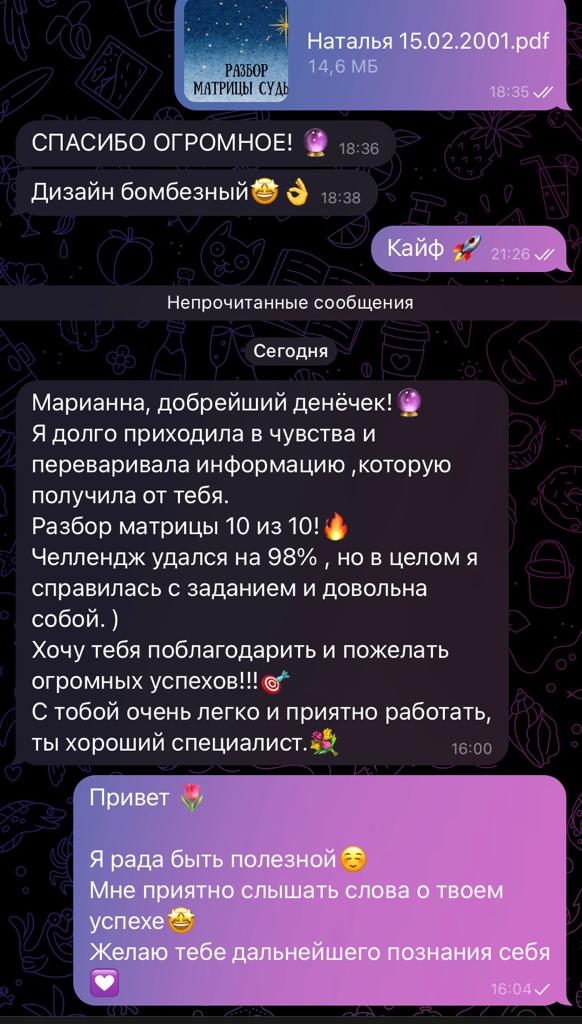 РАЗБОР
МАТРИЦЫ СУДЬ
Наталья 15.02.2001.pdf
14,6 МБ
18:35
СПАСИБО ОГРОМНОЕ! 🔮 18:36
Дизайн бомбезный🤩👌 18:38
Кайф 🚀 21:26
Непрочитанные сообщения
Сегодня
Марианна, добрейший денёчек!🔮
Я долго приходила в чувства и
переваривала информацию ,которую
получила от тебя.
Разбор матрицы 10 из 10!🔥
Челлендж удался на 98% , но в целом я
справилась с заданием и довольна
собой. )
Хочу тебя поблагодарить и пожелать
огромных успехов!!!🎯
С тобой очень легко и приятно работать,
ты хороший специалист.💐 16:00
Привет 🌷
Я рада быть полезной☺️
Мне приятно слышать слова о твоем
успехе🤩
Желаю тебе дальнейшего познания себя
💟 16:04